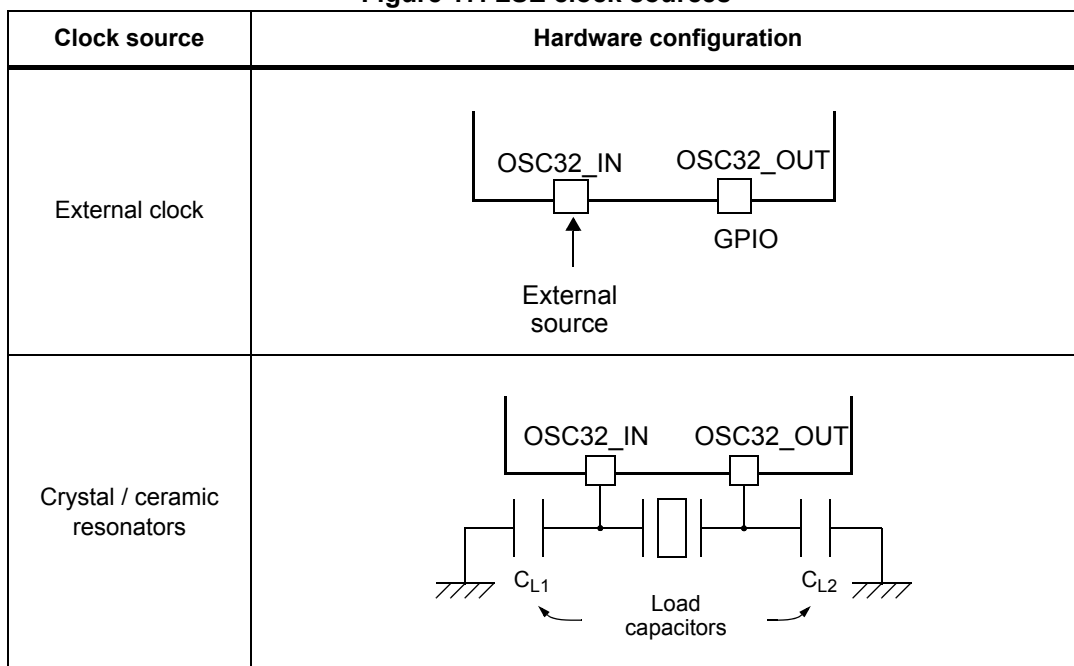 Clock source Hardware configuration
External clock
OSC32_IN OSC32_OUT
GPIO
External
source
Crystal / ceramic
resonators
OSC32_IN OSC32_OUT
CL1 CL2
Load
capacitors